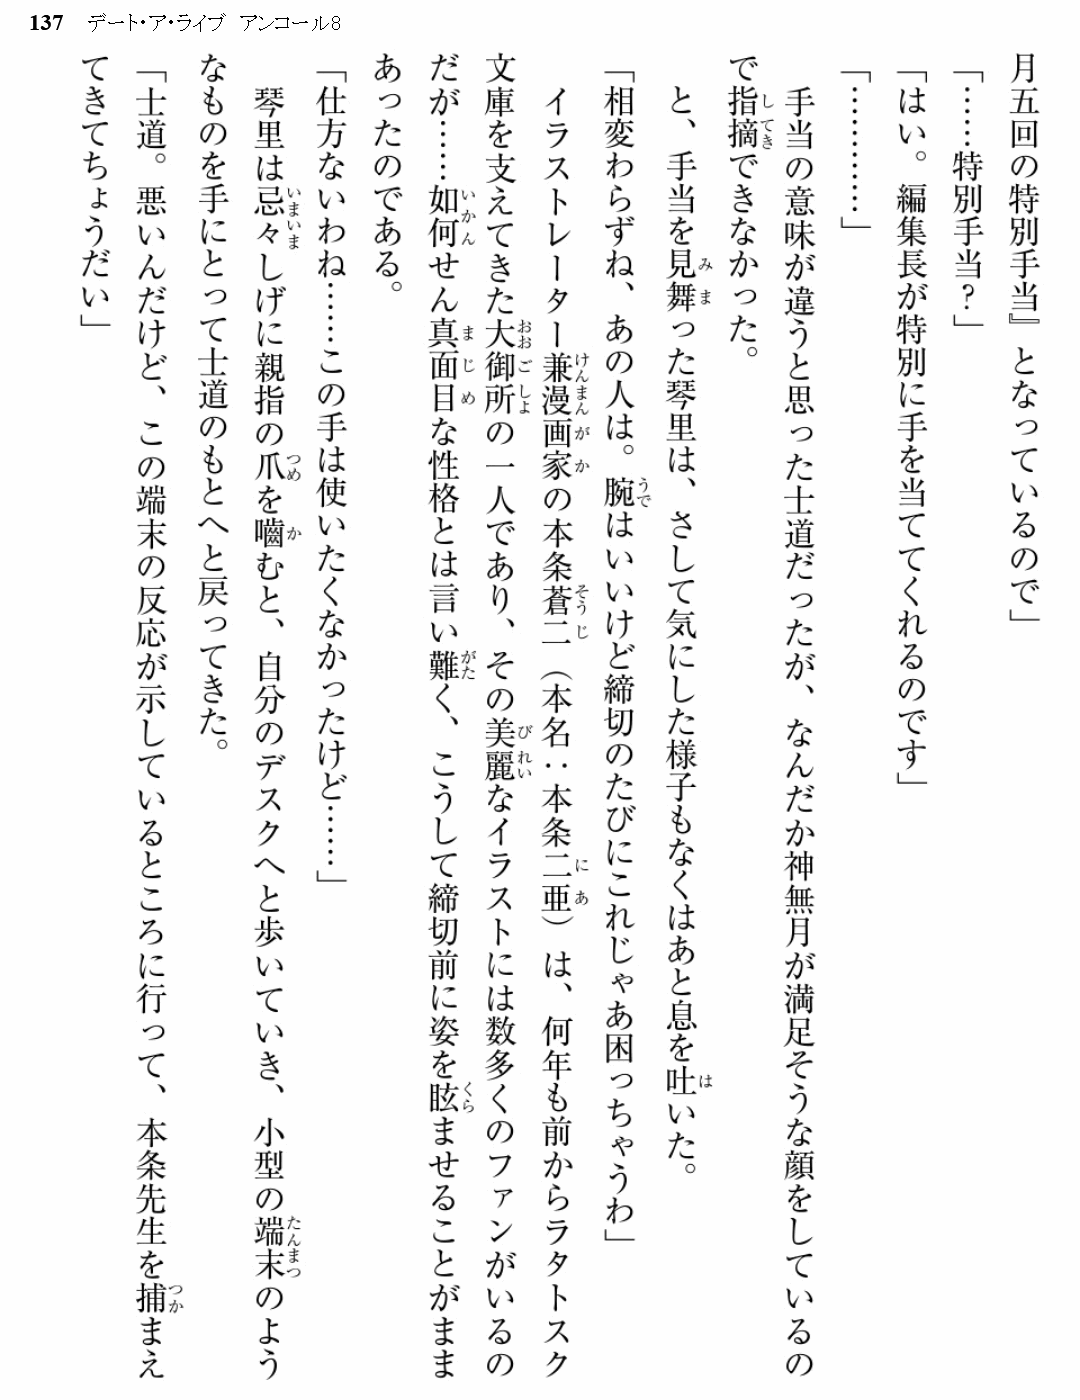 137 デート・ア・ライブ アンコール8
月五回の特別手当』となっているので」
「……特別手当？」
「はい。編集長が特別に手を当ててくれるのです」
「…………」
　手当の意味が違うと思った士道だったが、なんだか神無月が満足そうな顔をしているの
で指摘できなかった。
　と、手当を見舞った琴里は、さして気にした様子もなくはあと息を吐いた。
「相変わらずね、あの人は。腕はいいけど締切のたびにこれじゃあ困っちゃうわ」
　イラストレーター兼漫画家の本条蒼二（本名：本条二亜）は、何年も前からラタトスク
文庫を支えてきた大御所の一人であり、その美麗なイラストには数多くのファンがいるの
だが……如何せん真面目な性格とは言い難く、こうして締切前に姿を眩ませることがまま
あったのである。
「仕方ないわね……この手は使いたくなかったけど……」
　琴里は忌々しげに親指の爪を嚙むと、自分のデスクへと歩いていき、小型の端末のよう
なものを手にとって士道のもとへと戻ってきた。
「士道。悪いんだけど、この端末の反応が示しているところに行って、本条先生を捕まえ
てきてちょうだい」